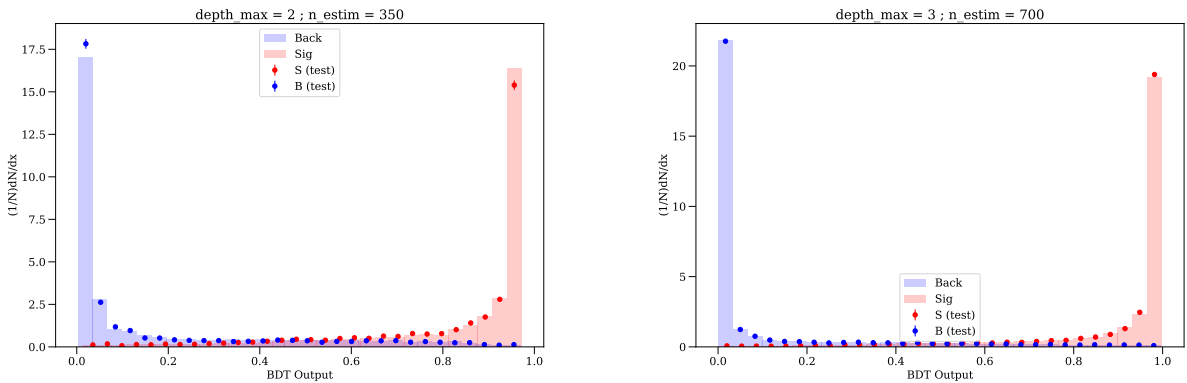 depth_max = 2 ; n_estim = 350
(1/N)dN/dx
17.5
15.0
12.5
10.0
7.5
5.0
2.5
0.0
0.0 0.2 0.4 0.6 0.8 1.0
BDT Output
Back
Sig
S (test)
B (test)
depth_max = 3 ; n_estim = 700
(1/N)dN/dx
20
15
10
5
0
0.0 0.2 0.4 0.6 0.8 1.0
BDT Output
Back
Sig
S (test)
B (test)